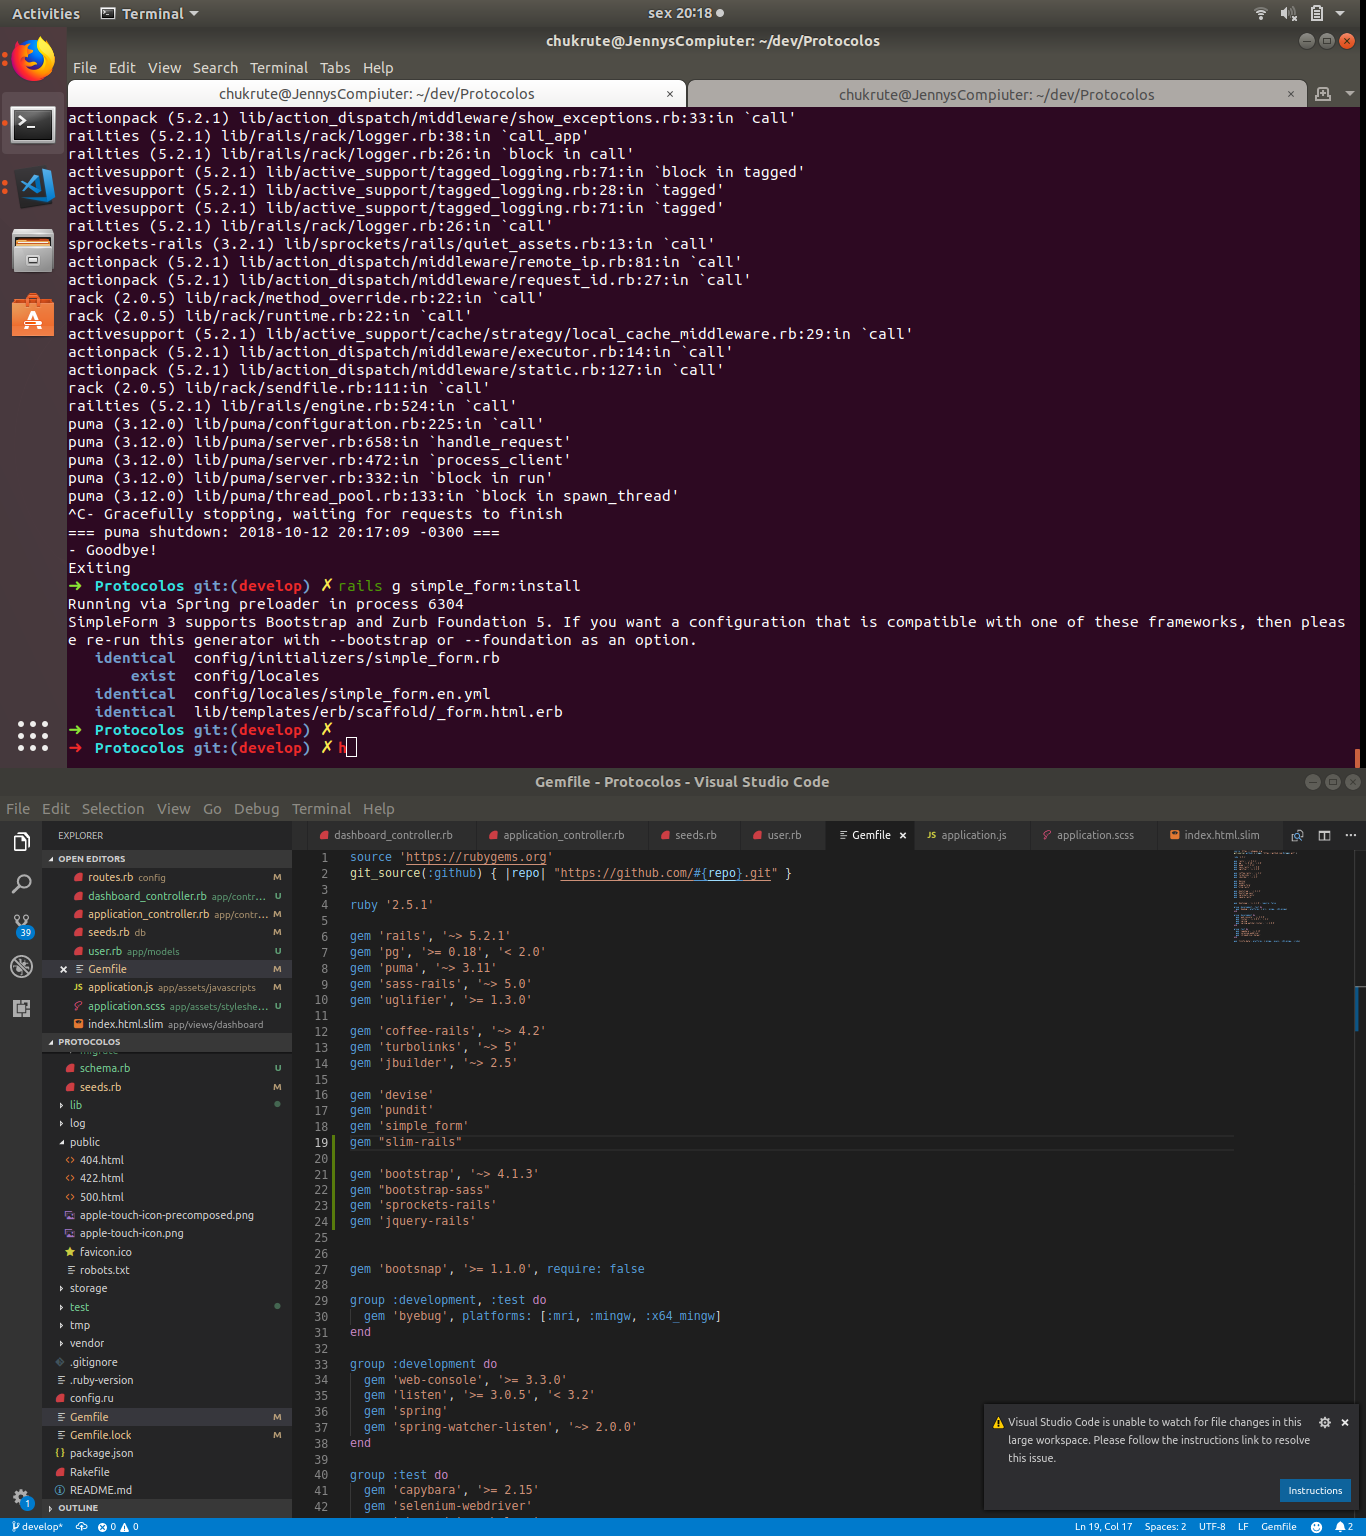 Activities Terminal sex 20:18
chukrute@JennysCompiuter: ~/dev/Protocolos
File Edit View Search Terminal Tabs Help
chukrute@JennysCompiuter: ~/dev/Protocolos × chukrute@JennysCompiuter: ~/dev/Protocolos ×
actionpack (5.2.1) lib/action_dispatch/middleware/show_exceptions.rb:33:in `call'
railties (5.2.1) lib/rails/rack/logger.rb:38:in `call_app'
railties (5.2.1) lib/rails/rack/logger.rb:26:in `block in call'
activesupport (5.2.1) lib/active_support/tagged_logging.rb:71:in `block in tagged'
activesupport (5.2.1) lib/active_support/tagged_logging.rb:28:in `tagged'
activesupport (5.2.1) lib/active_support/tagged_logging.rb:71:in `tagged'
railties (5.2.1) lib/rails/rack/logger.rb:26:in `call'
sprockets-rails (3.2.1) lib/sprockets/rails/quiet_assets.rb:13:in `call'
actionpack (5.2.1) lib/action_dispatch/middleware/remote_ip.rb:81:in `call'
actionpack (5.2.1) lib/action_dispatch/middleware/request_id.rb:27:in `call'
rack (2.0.5) lib/rack/method_override.rb:22:in `call'
rack (2.0.5) lib/rack/runtime.rb:22:in `call'
activesupport (5.2.1) lib/active_support/cache/strategy/local_cache_middleware.rb:29:in `call'
actionpack (5.2.1) lib/action_dispatch/middleware/executor.rb:14:in `call'
actionpack (5.2.1) lib/action_dispatch/middleware/static.rb:127:in `call'
rack (2.0.5) lib/rack/sendfile.rb:111:in `call'
railties (5.2.1) lib/rails/engine.rb:524:in `call'
puma (3.12.0) lib/puma/configuration.rb:225:in `call'
puma (3.12.0) lib/puma/server.rb:658:in `handle_request'
puma (3.12.0) lib/puma/server.rb:472:in `process_client'
puma (3.12.0) lib/puma/server.rb:332:in `block in run'
puma (3.12.0) lib/puma/thread_pool.rb:133:in `block in spawn_thread'
^C- Gracefully stopping, waiting for requests to finish
=== puma shutdown: 2018-10-12 20:17:09 -0300 ===
- Goodbye!
Exiting
➜ Protocolos git:(develop) ✗ rails g simple_form:install
Running via Spring preloader in process 6304
SimpleForm 3 supports Bootstrap and Zurb Foundation 5. If you want a configuration that is compatible with one of these frameworks, then pleas
e re-run this generator with --bootstrap or --foundation as an option.
identical config/initializers/simple_form.rb
exist config/locales
identical config/locales/simple_form.en.yml
identical lib/templates/erb/scaffold/_form.html.erb
➜ Protocolos git:(develop) ✗
➜ Protocolos git:(develop) ✗ h
Gemfile - Protocolos - Visual Studio Code
File Edit Selection View Go Debug Terminal Help
EXPLORER
OPEN EDITORS
routes.rb config M
dashboard_controller.rb app/contr... U
application_controller.rb app/contr... M
seeds.rb db M
user.rb app/models U
× Gemfile M
JS application.js app/assets/javascripts M
application.scss app/assets/styleshe... U
index.html.slim app/views/dashboard
PROTOCOLOS
migrate
schema.rb U
seeds.rb M
lib
log
public
<> 404.html
<> 422.html
<> 500.html
apple-touch-icon-precomposed.png
apple-touch-icon.png
favicon.ico
robots.txt
storage
test
tmp
vendor
.gitignore
.ruby-version
config.ru
Gemfile M
Gemfile.lock M
{} package.json
Rakefile
README.md
OUTLINE
39
1
dashboard_controller.rb application_controller.rb seeds.rb user.rb Gemfile × JS application.js application.scss index.html.slim
1 source 'https://rubygems.org'
2 git_source(:github) { |repo| "https://github.com/#{repo}.git" }
3
4 ruby '2.5.1'
5
6 gem 'rails', '~> 5.2.1'
7 gem 'pg', '>= 0.18', '< 2.0'
8 gem 'puma', '~> 3.11'
9 gem 'sass-rails', '~> 5.0'
10 gem 'uglifier', '>= 1.3.0'
11
12 gem 'coffee-rails', '~> 4.2'
13 gem 'turbolinks', '~> 5'
14 gem 'jbuilder', '~> 2.5'
15
16 gem 'devise'
17 gem 'pundit'
18 gem 'simple_form'
19 gem "slim-rails"
20
21 gem 'bootstrap', '~> 4.1.3'
22 gem "bootstrap-sass"
23 gem 'sprockets-rails'
24 gem 'jquery-rails'
25
26
27 gem 'bootsnap', '>= 1.1.0', require: false
28
29 group :development, :test do
30 gem 'byebug', platforms: [:mri, :mingw, :x64_mingw]
31 end
32
33 group :development do
34 gem 'web-console', '>= 3.3.0'
35 gem 'listen', '>= 3.0.5', '< 3.2'
36 gem 'spring'
37 gem 'spring-watcher-listen', '~> 2.0.0'
38 end
39
40 group :test do
41 gem 'capybara', '>= 2.15'
42 gem 'selenium-webdriver'
Visual Studio Code is unable to watch for file changes in this
large workspace. Please follow the instructions link to resolve
this issue.
Instructions
develop* 0 0 Ln 19, Col 17 Spaces: 2 UTF-8 LF Gemfile 2